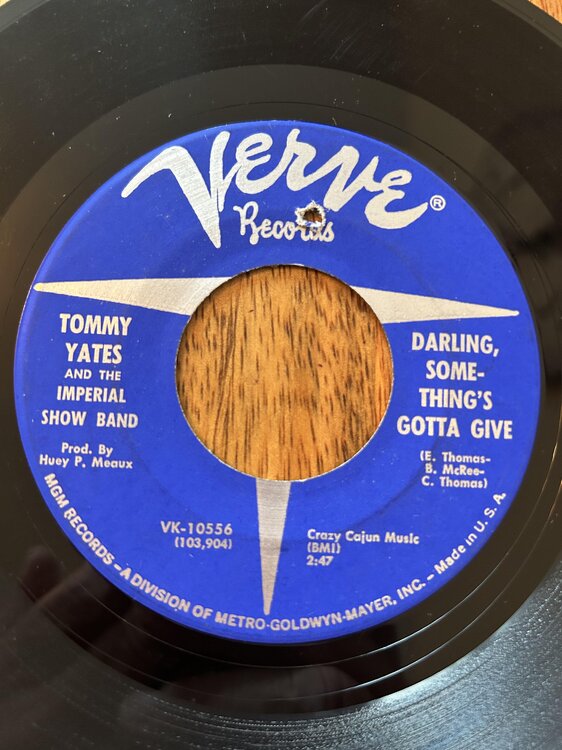 Verve®
Records
TOMMY
YATES
AND THE
IMPERIAL
SHOW BAND
Prod. By
Huey P. Meaux
DARLING,
SOME-
THING'S
GOTTA GIVE
(E. Thomas-
B. McRee-
C. Thomas)
VK-10556
(103,904)
Crazy Cajun Music
(BMI)
2:47
MGM RECORDS – A DIVISION OF METRO-GOLDWYN-MAYER, INC. – Made in U. S. A.